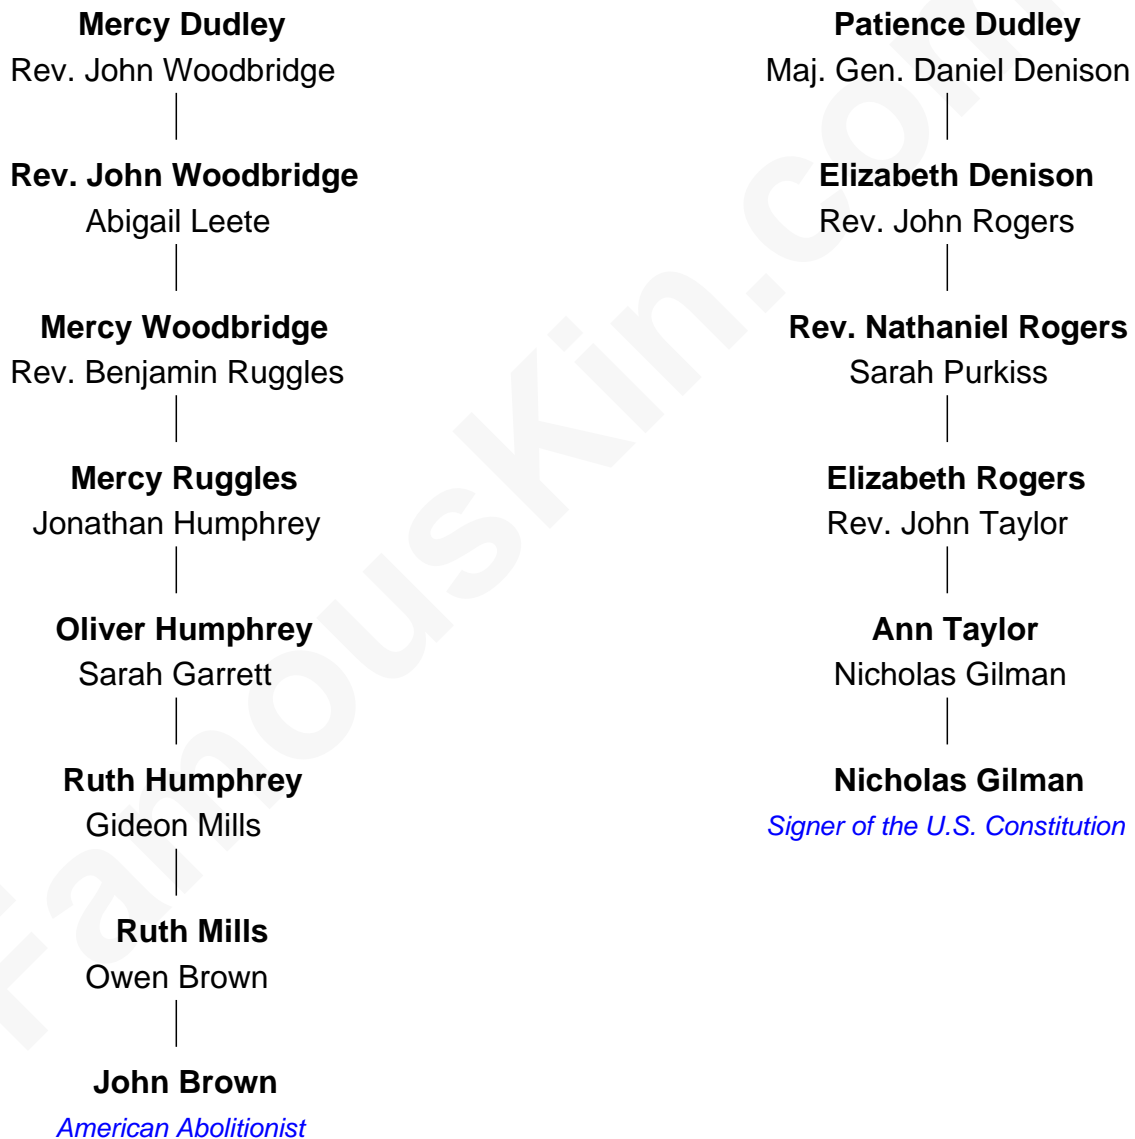 Mercy Dudley
Rev. John Woodbridge
Rev. John Woodbridge
Abigail Leete
Mercy Woodbridge
Rev. Benjamin Ruggles
Mercy Ruggles
Jonathan Humphrey
Oliver Humphrey
Sarah Garrett
Ruth Humphrey
Gideon Mills
Ruth Mills
Owen Brown
John Brown
American Abolitionist
Patience Dudley
Maj. Gen. Daniel Denison
Elizabeth Denison
Rev. John Rogers
Rev. Nathaniel Rogers
Sarah Purkiss
Elizabeth Rogers
Rev. John Taylor
Ann Taylor
Nicholas Gilman
Nicholas Gilman
Signer of the U.S. Constitution
FamousKin.com